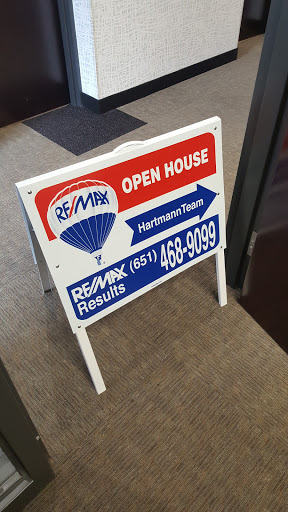 OPEN HOUSE
RE/MAX
HartmannTeam
RE/MAX
Results
(651) 468-9099